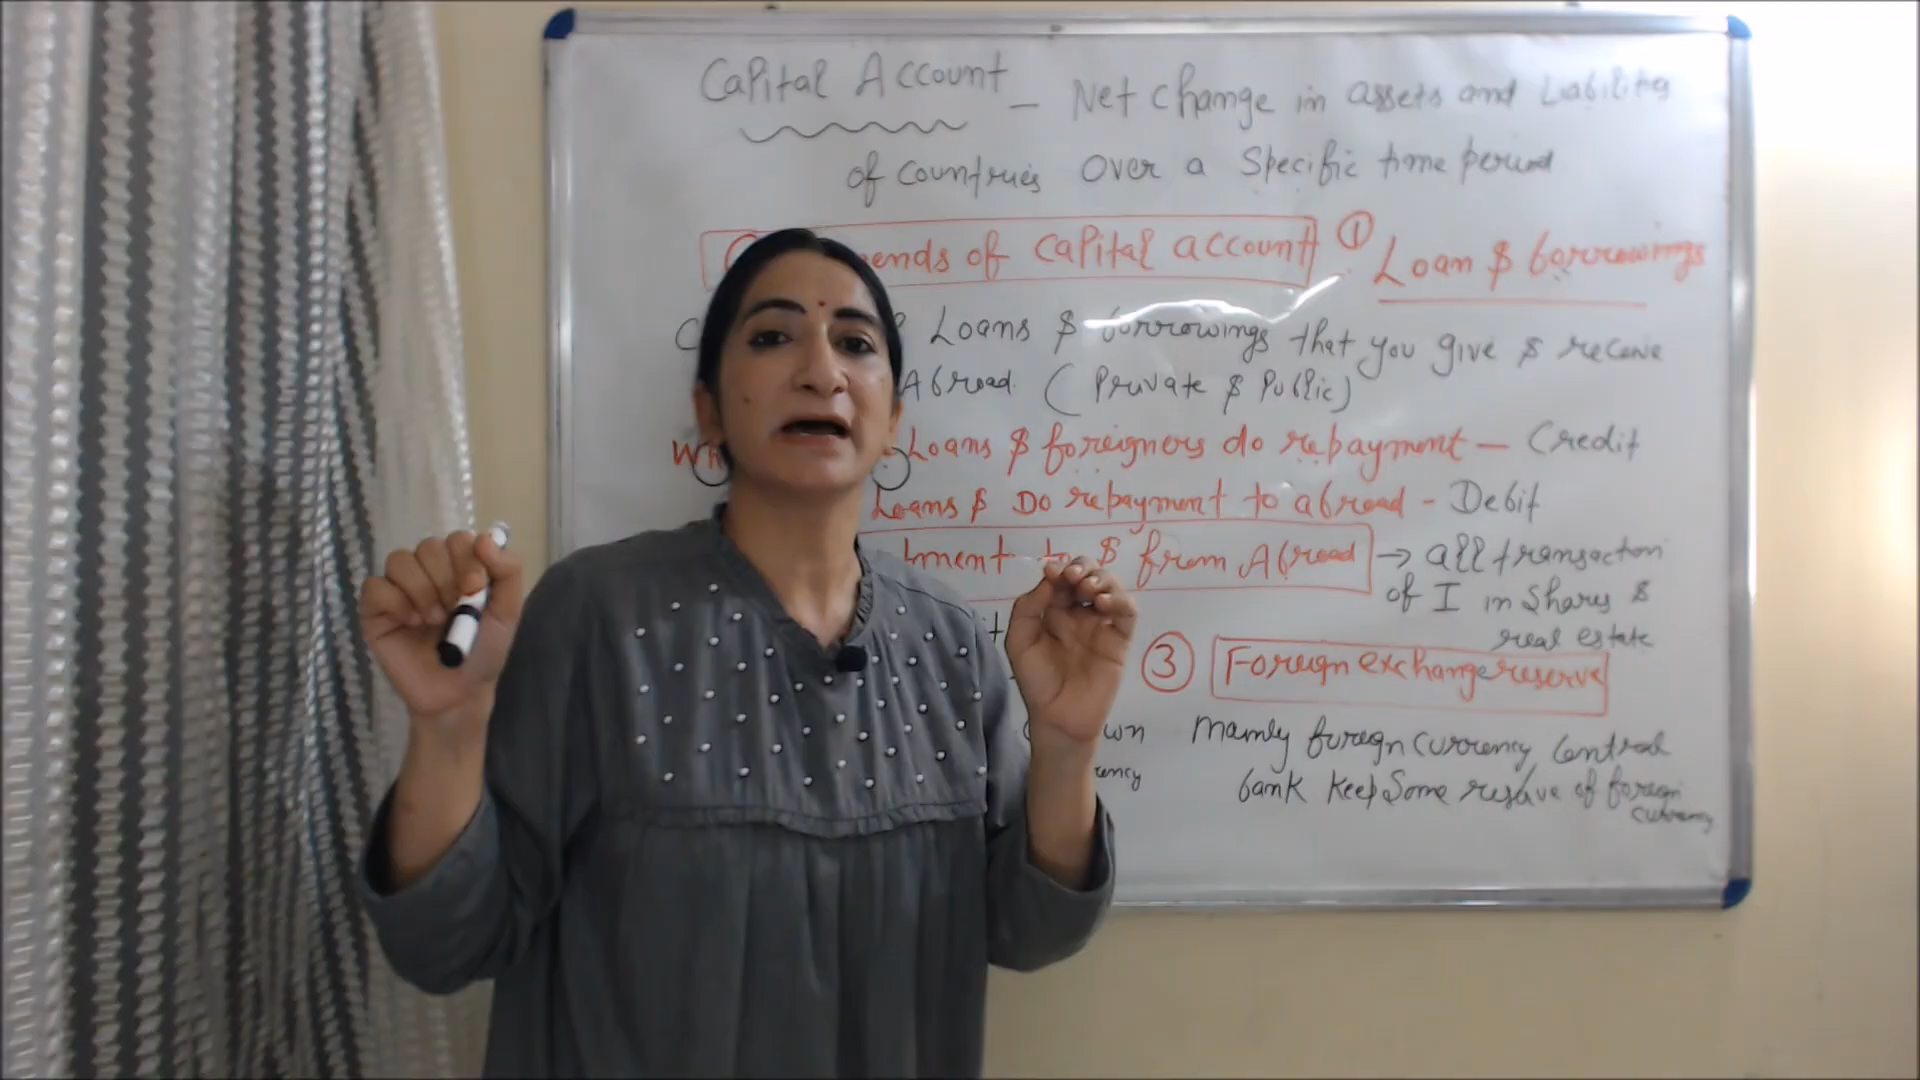 Capital Account - Net change in assets and Liabilities
of countries Over a Specific time period
of capital account ① Loan & borrowings
Loans & borrowings that you give & receive
Abroad. (Private & Public)
Loans & foreigners do repayment - Credit
Loans & Do repayment to abroad - Debit
to & from Abroad → all transaction
of I in Shares &
real estate
③ Foreign exchange reserve
Mainly foreign currency, Central
bank keep Some reserve of foreign
currency